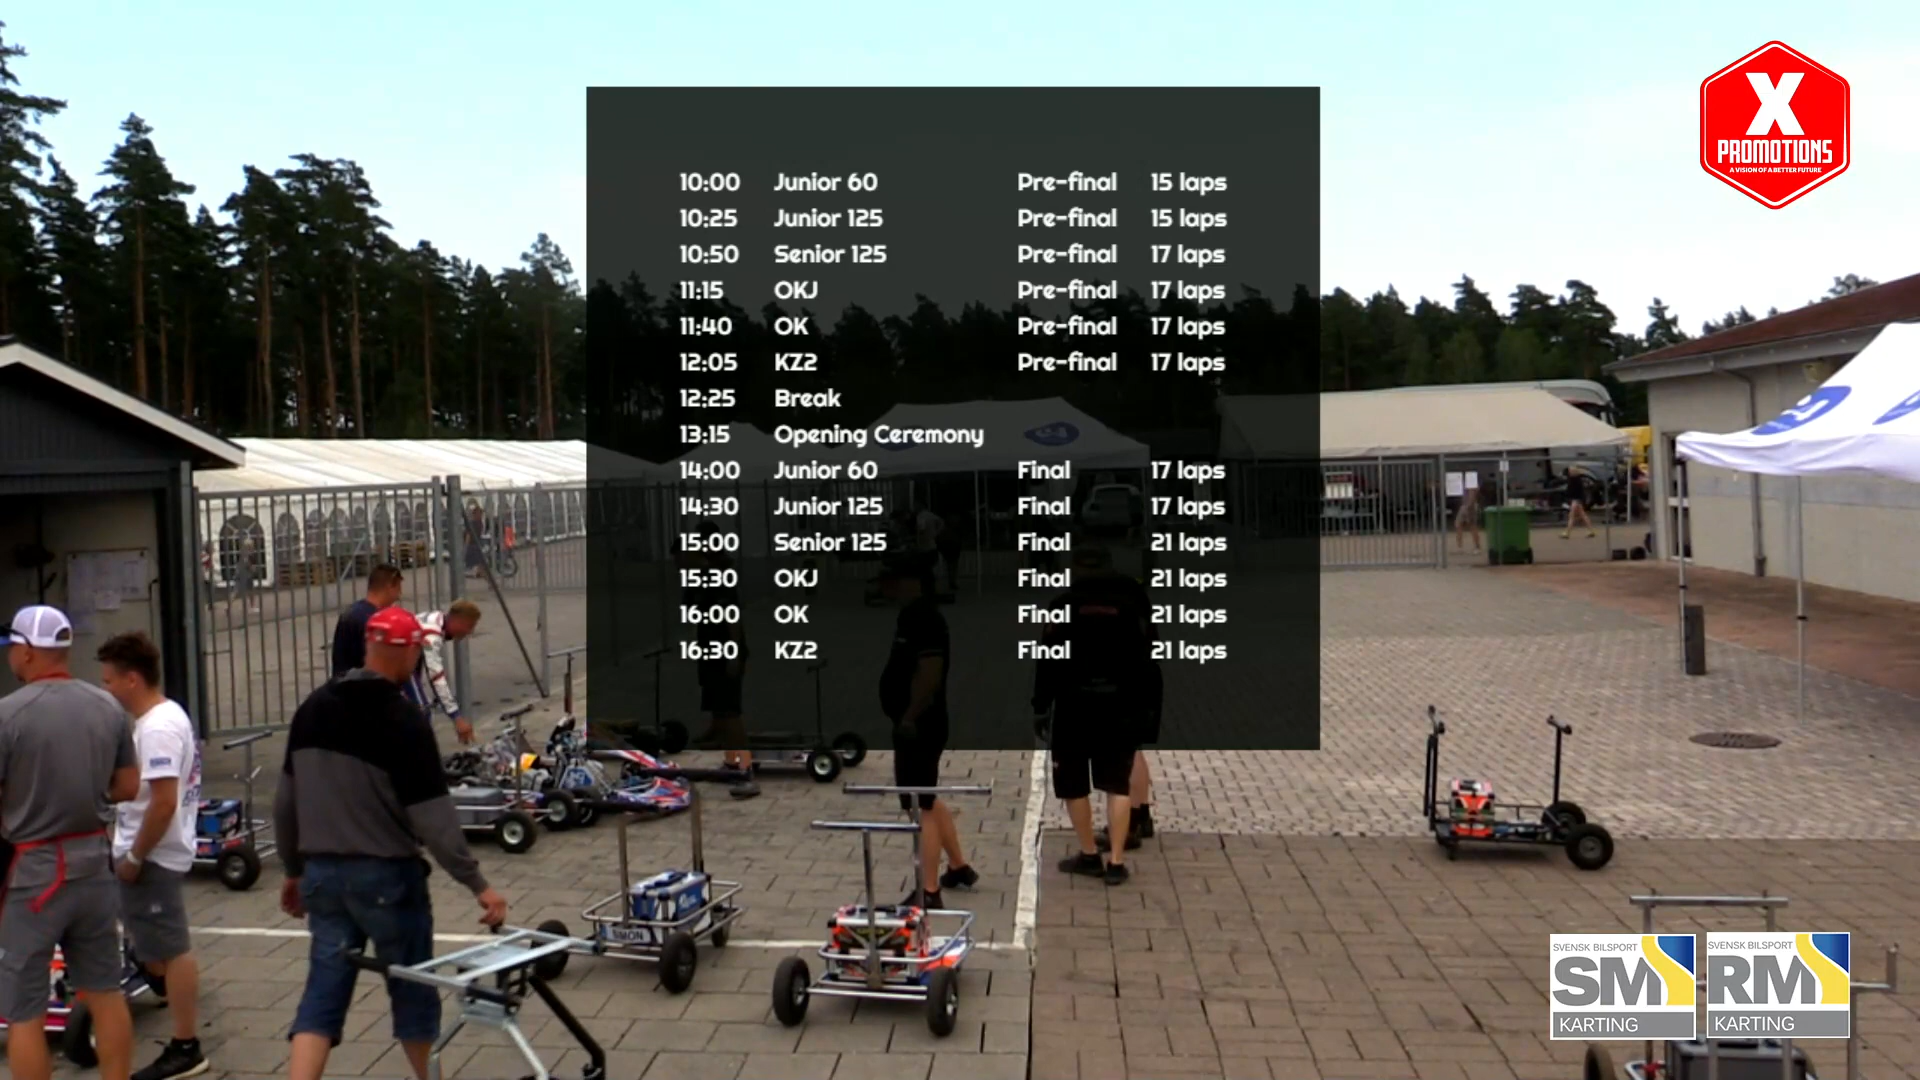 X
PROMOTIONS
A VISION OF A BETTER FUTURE
10:00 Junior 60 Pre-final 15 laps
10:25 Junior 125 Pre-final 15 laps
10:50 Senior 125 Pre-final 17 laps
11:15 OKJ Pre-final 17 laps
11:40 OK Pre-final 17 laps
12:05 KZ2 Pre-final 17 laps
12:25 Break
13:15 Opening Ceremony
14:00 Junior 60 Final 17 laps
14:30 Junior 125 Final 17 laps
15:00 Senior 125 Final 21 laps
15:30 OKJ Final 21 laps
16:00 OK Final 21 laps
16:30 KZ2 Final 21 laps
SIMON
SVENSK BILSPORT
SM
KARTING
SVENSK BILSPORT
RM
KARTING